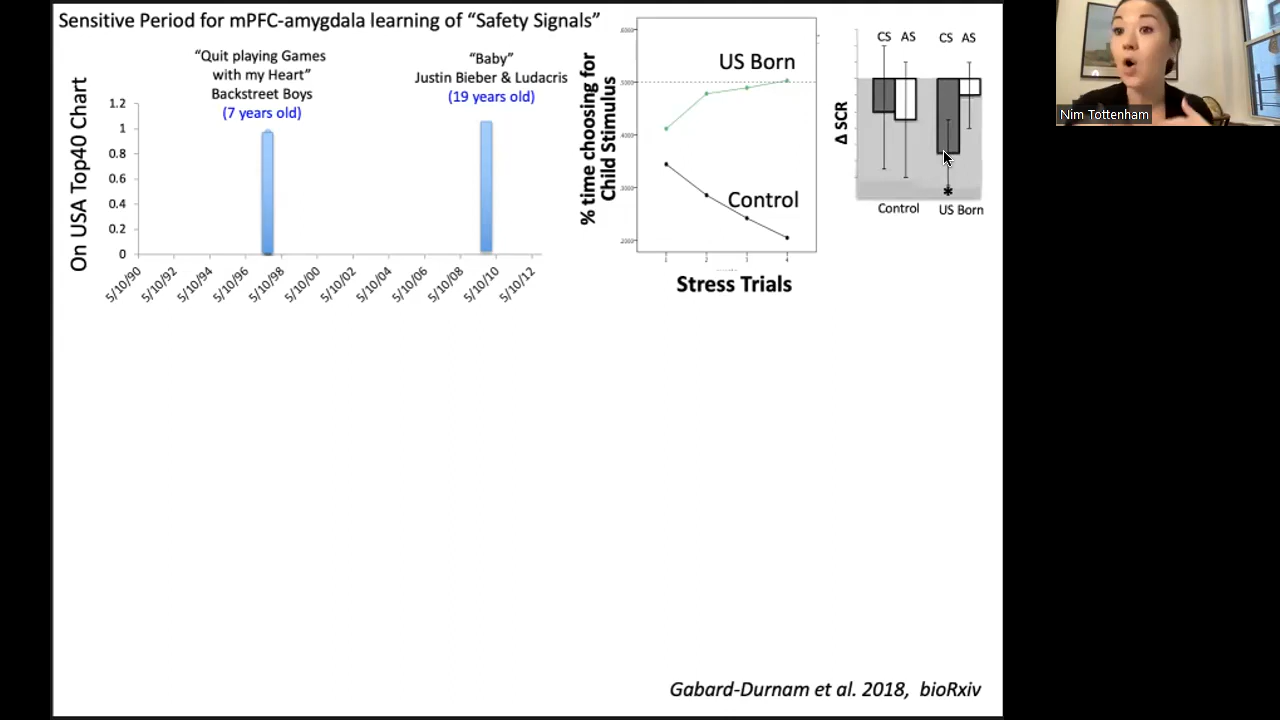 Sensitive Period for mPFC-amygdala learning of “Safety Signals”
On USA Top40 Chart
“Quit playing Games
with my Heart”
Backstreet Boys
(7 years old)
“Baby”
Justin Bieber & Ludacris
(19 years old)
1.2
1
0.8
0.6
0.4
0.2
0
5/10/90
5/10/92
5/10/94
5/10/96
5/10/98
5/10/00
5/10/02
5/10/04
5/10/06
5/10/08
5/10/10
5/10/12
% time choosing for
Child Stimulus
US Born
Control
1
2
3
4
Stress Trials
Δ SCR
CS AS
CS AS
*
Control
US Born
Nim Tottenham
Gabard-Durnam et al. 2018, bioRxiv